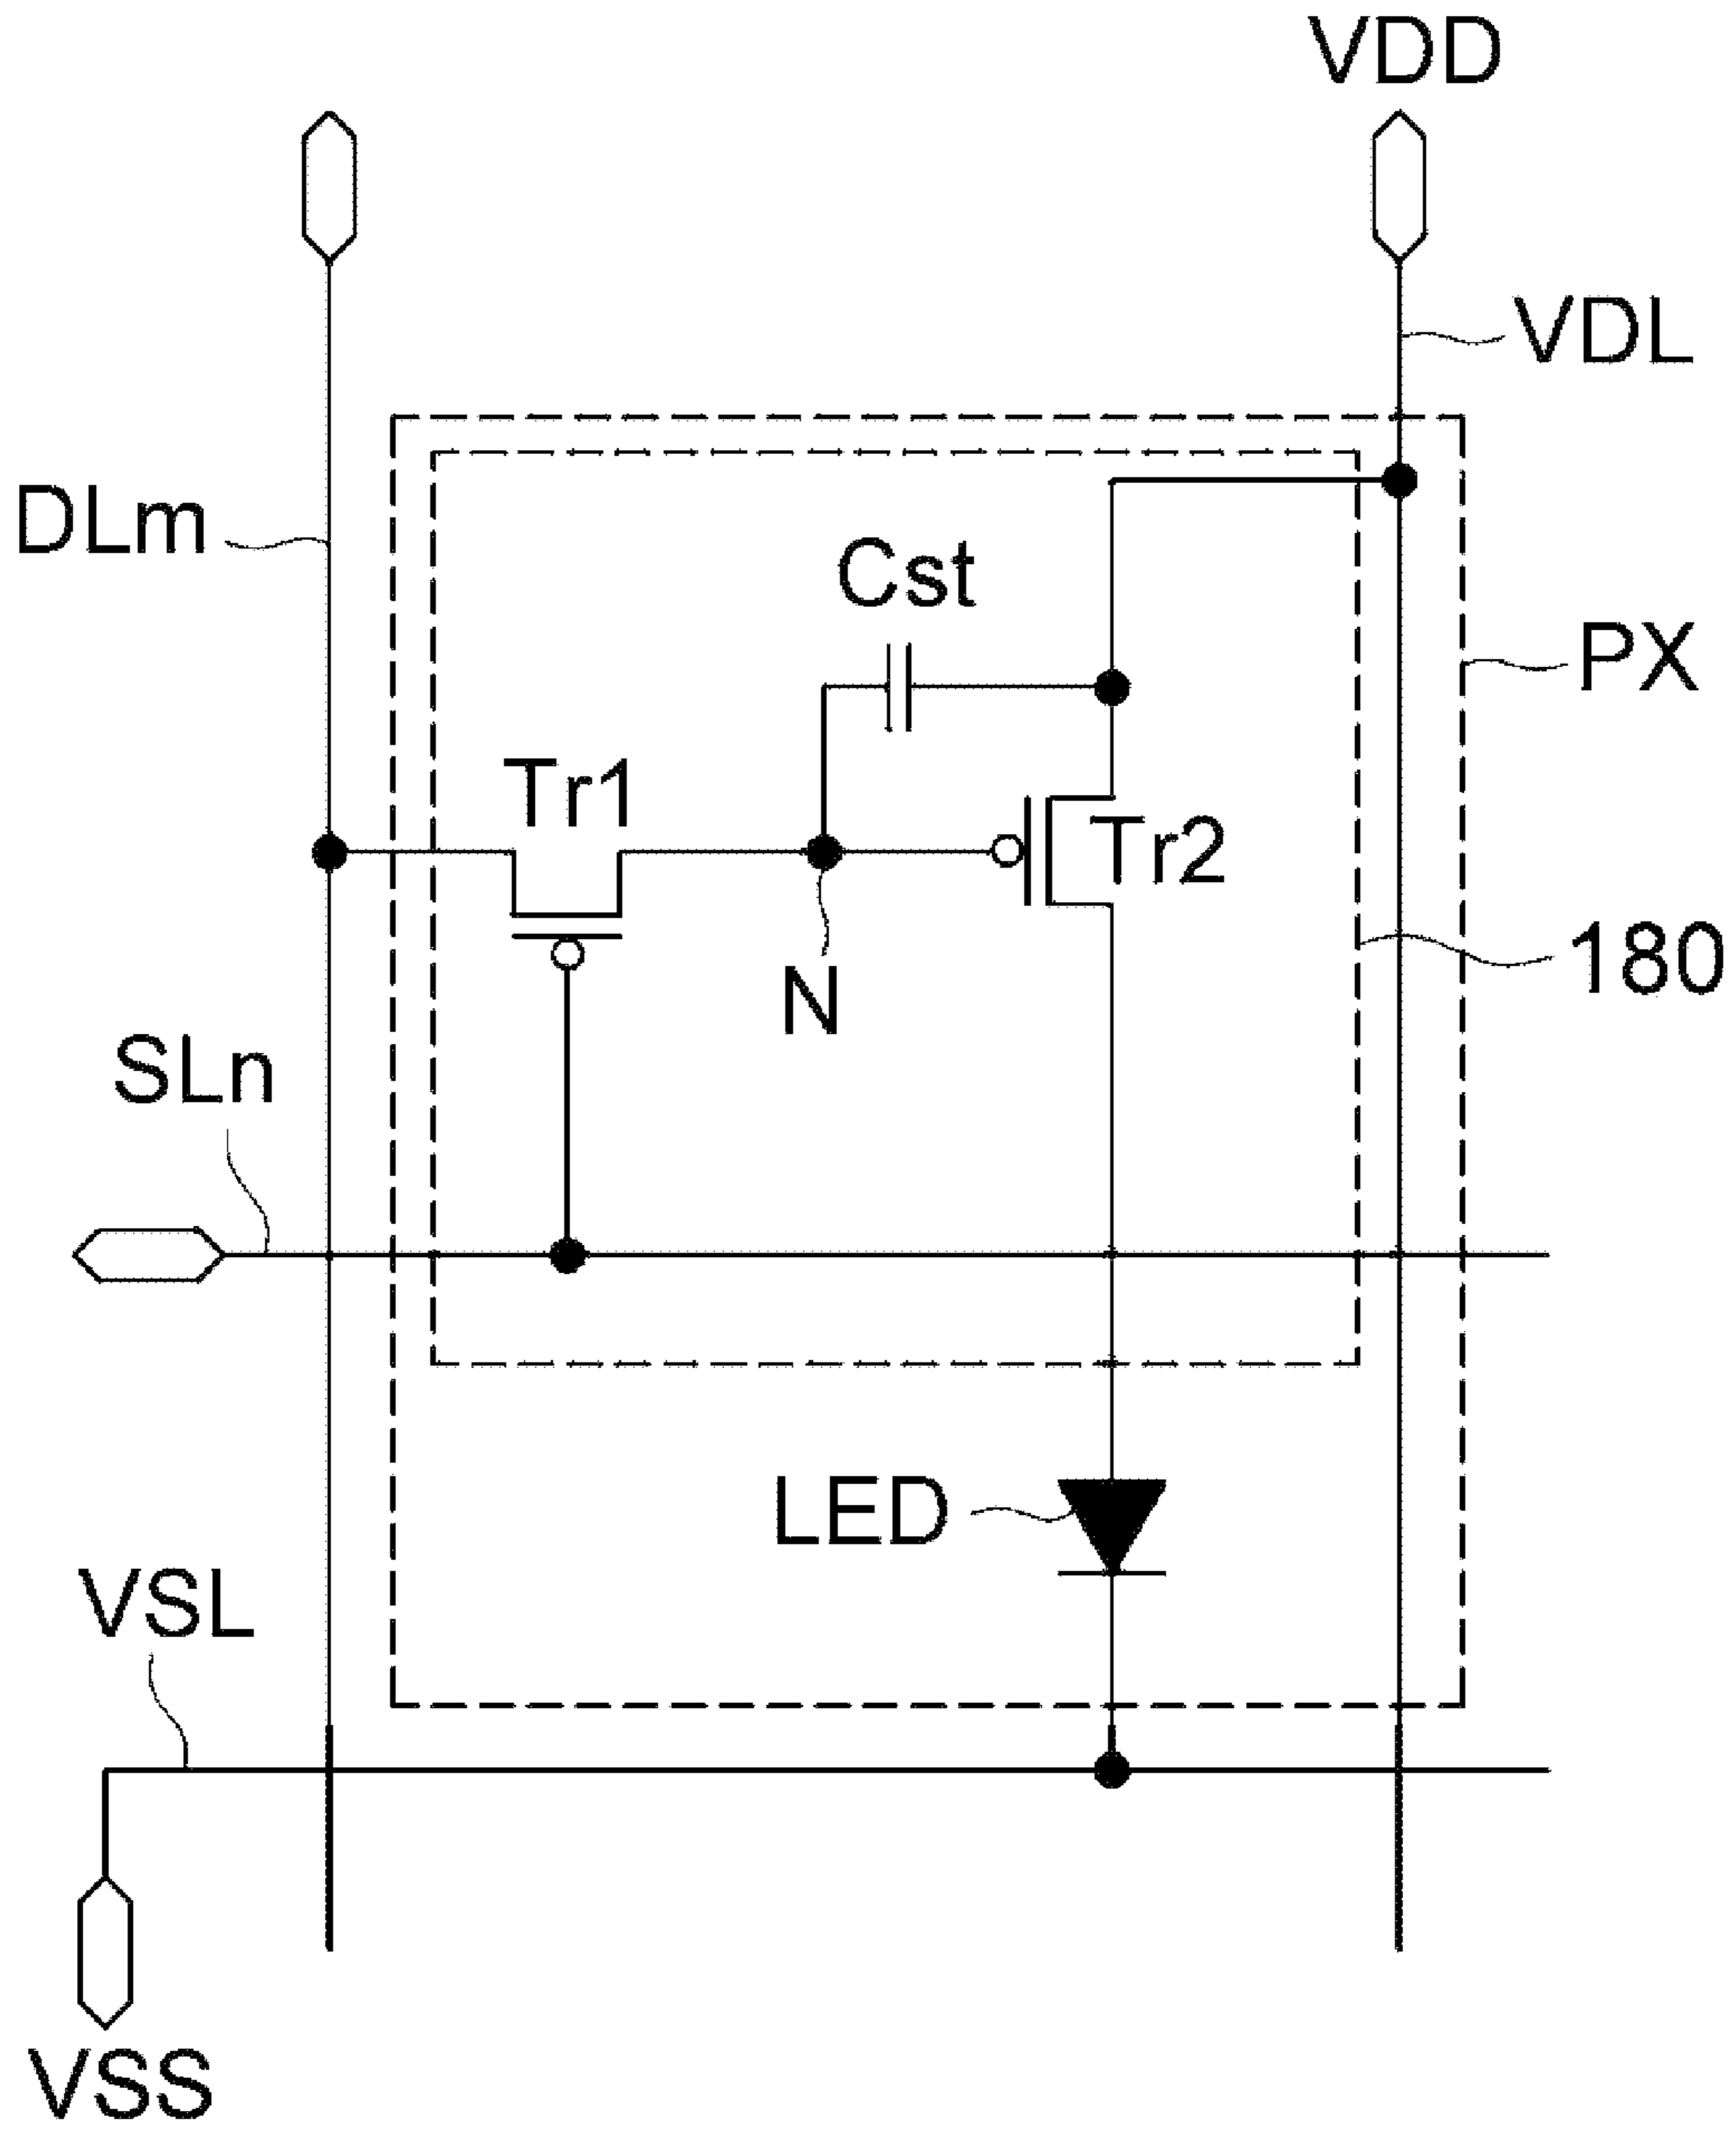 VDD
VDL
DLm
Cst
PX
Tr1
Tr2
180
N
SLn
LED
VSL
VSS